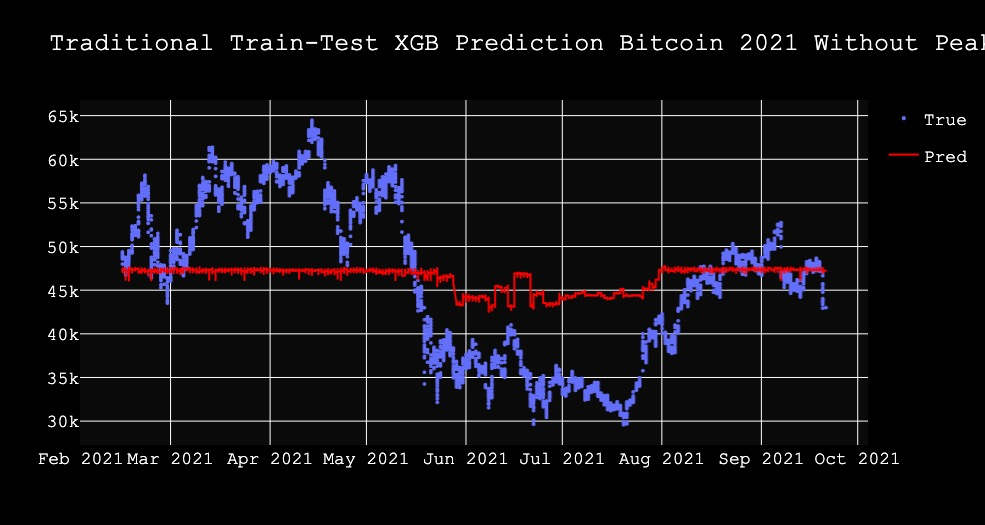 Traditional Train-Test XGB Prediction Bitcoin 2021 Without Peak
65k
60k
55k
50k
45k
40k
35k
30k
Feb 2021 Mar 2021 Apr 2021 May 2021 Jun 2021 Jul 2021 Aug 2021 Sep 2021 Oct 2021
True
Pred